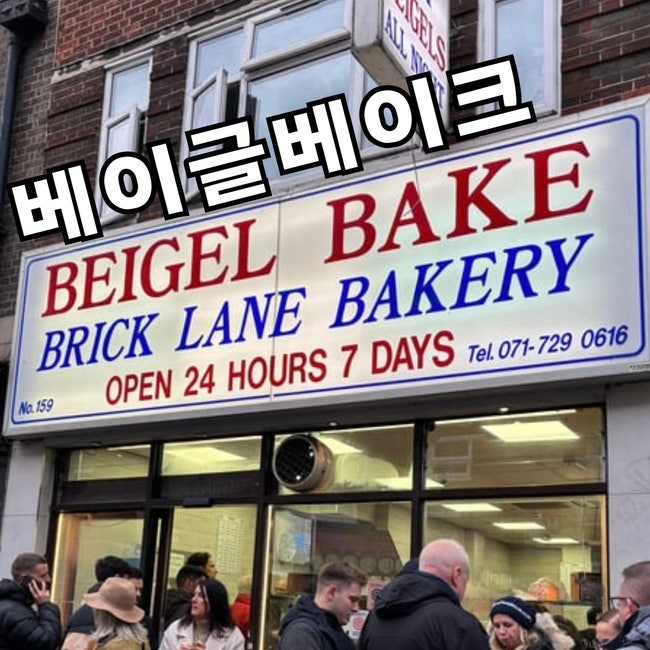 BEIGELS
ALL NIGHT
베이글베이크
BEIGEL BAKE
BRICK LANE BAKERY
OPEN 24 HOURS 7 DAYS
Tel. 071-729 0616
No. 159